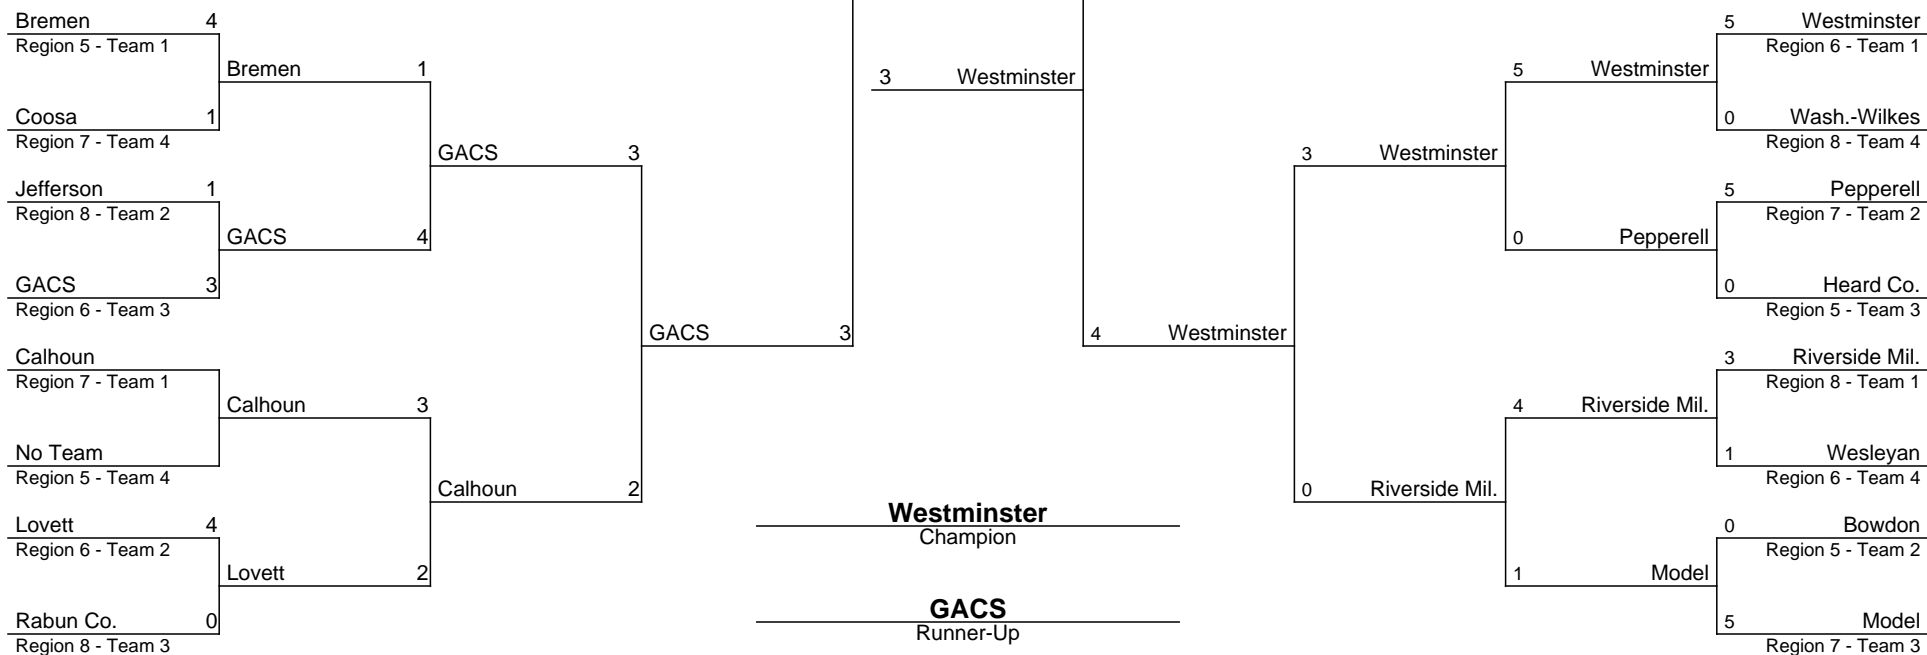 Bremen 4
Region 5 - Team 1
Bremen 1
Coosa 1
Region 7 - Team 4
GACS 3
Jefferson 1
Region 8 - Team 2
GACS 4
GACS 3
Region 6 - Team 3
GACS 3
Calhoun
Region 7 - Team 1
Calhoun 3
No Team
Region 5 - Team 4
Calhoun 2
Lovett 4
Region 6 - Team 2
Lovett 2
Rabun Co. 0
Region 8 - Team 3
3 Westminster
Westminster
Champion
GACS
Runner-Up
5 Westminster
Region 6 - Team 1
5 Westminster
0 Wash.-Wilkes
Region 8 - Team 4
3 Westminster
5 Pepperell
Region 7 - Team 2
0 Pepperell
0 Heard Co.
Region 5 - Team 3
4 Westminster
3 Riverside Mil.
Region 8 - Team 1
4 Riverside Mil.
1 Wesleyan
Region 6 - Team 4
0 Riverside Mil.
0 Bowdon
Region 5 - Team 2
1 Model
5 Model
Region 7 - Team 3